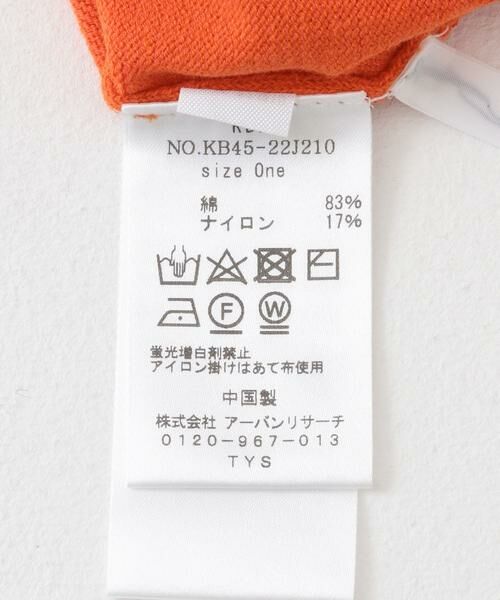 NO.KB45-22J210
size One
綿 83%
ナイロン 17%
F W
蛍光増白剤禁止
アイロン掛けはあて布使用
中国製
株式会社 アーバンリサーチ
0120-967-013
TYS